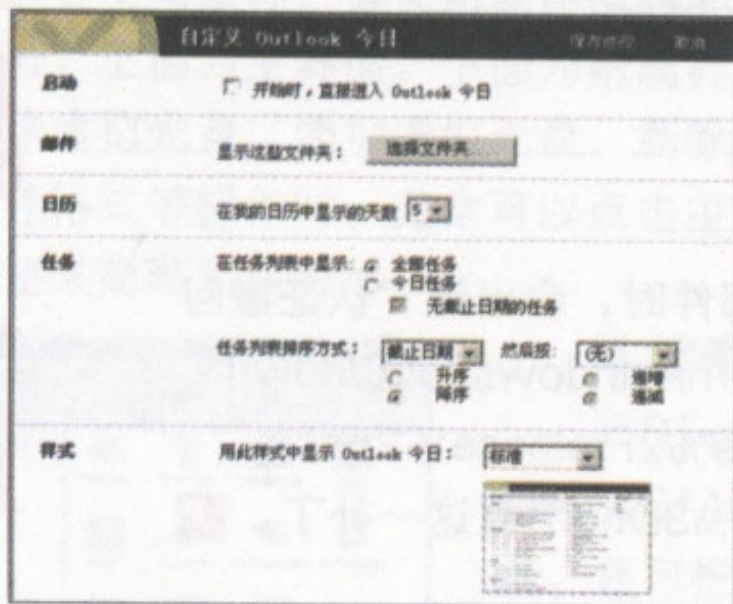 自定义 Outlook 今日 保存修改 取消
启动 开始时，直接进入 Outlook 今日
邮件 显示这些文件夹： 选择文件夹...
日历 在我的日历中显示的天数 5
任务 在任务列表中显示: 全部任务
今日任务
无截止日期的任务
任务列表排序方式： 截止日期 然后按: (无)
升序 递增
降序 递减
样式 用此样式中显示 Outlook 今日： 标准